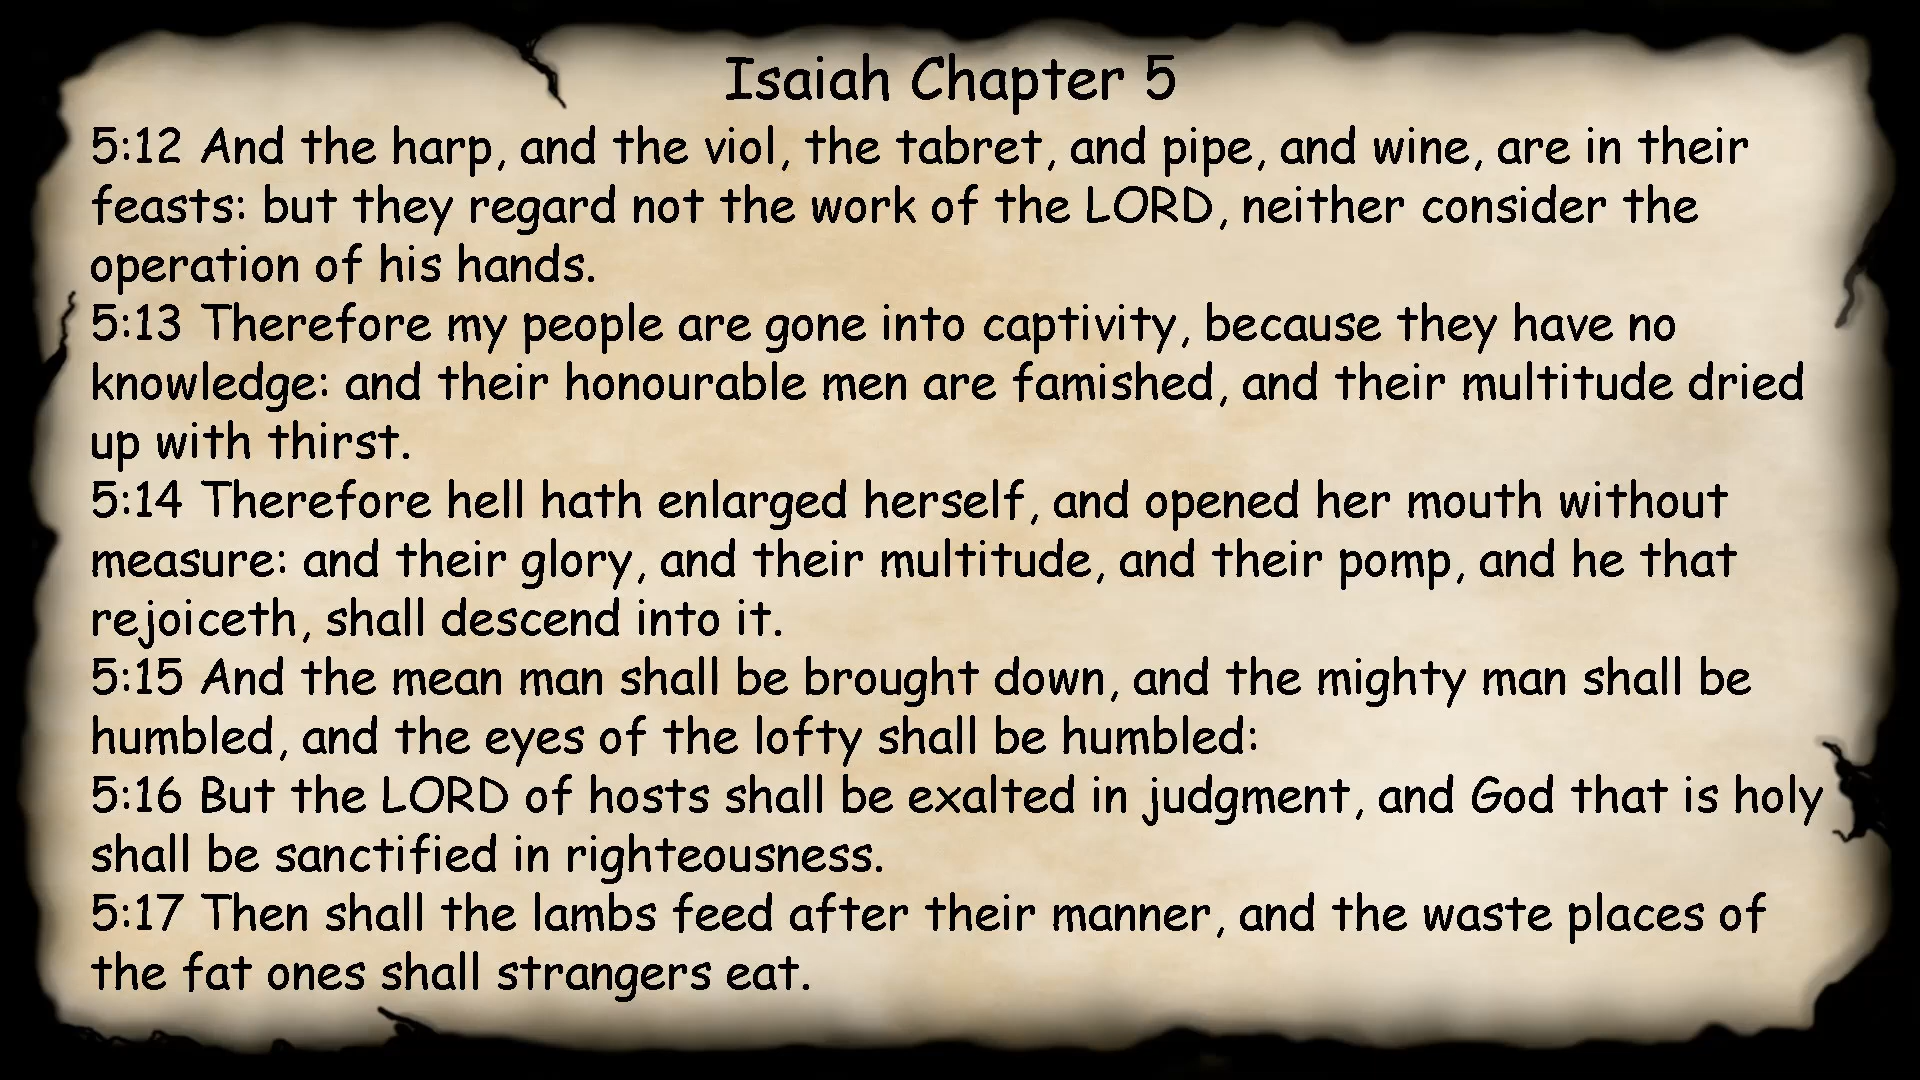 Isaiah Chapter 5
5:12 And the harp, and the viol, the tabret, and pipe, and wine, are in their
feasts: but they regard not the work of the LORD, neither consider the
operation of his hands.
5:13 Therefore my people are gone into captivity, because they have no
knowledge: and their honourable men are famished, and their multitude dried
up with thirst.
5:14 Therefore hell hath enlarged herself, and opened her mouth without
measure: and their glory, and their multitude, and their pomp, and he that
rejoiceth, shall descend into it.
5:15 And the mean man shall be brought down, and the mighty man shall be
humbled, and the eyes of the lofty shall be humbled:
5:16 But the LORD of hosts shall be exalted in judgment, and God that is holy
shall be sanctified in righteousness.
5:17 Then shall the lambs feed after their manner, and the waste places of
the fat ones shall strangers eat.